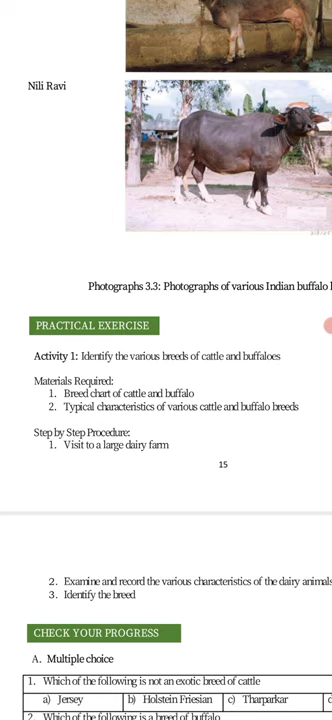 Nili Ravi
Photographs 3.3: Photographs of various Indian buffalo
PRACTICAL EXERCISE
Activity 1: Identify the various breeds of cattle and buffaloes
Materials Required:
1. Breed chart of cattle and buffalo
2. Typical characteristics of various cattle and buffalo breeds
Step by Step Procedure:
1. Visit to a large dairy farm
15
2. Examine and record the various characteristics of the dairy animals
3. Identify the breed
CHECK YOUR PROGRESS
A. Multiple choice
1. Which of the following is not an exotic breed of cattle
a) Jersey b) Holstein Friesian c) Tharparkar
2. Which of the following is a breed of buffalo